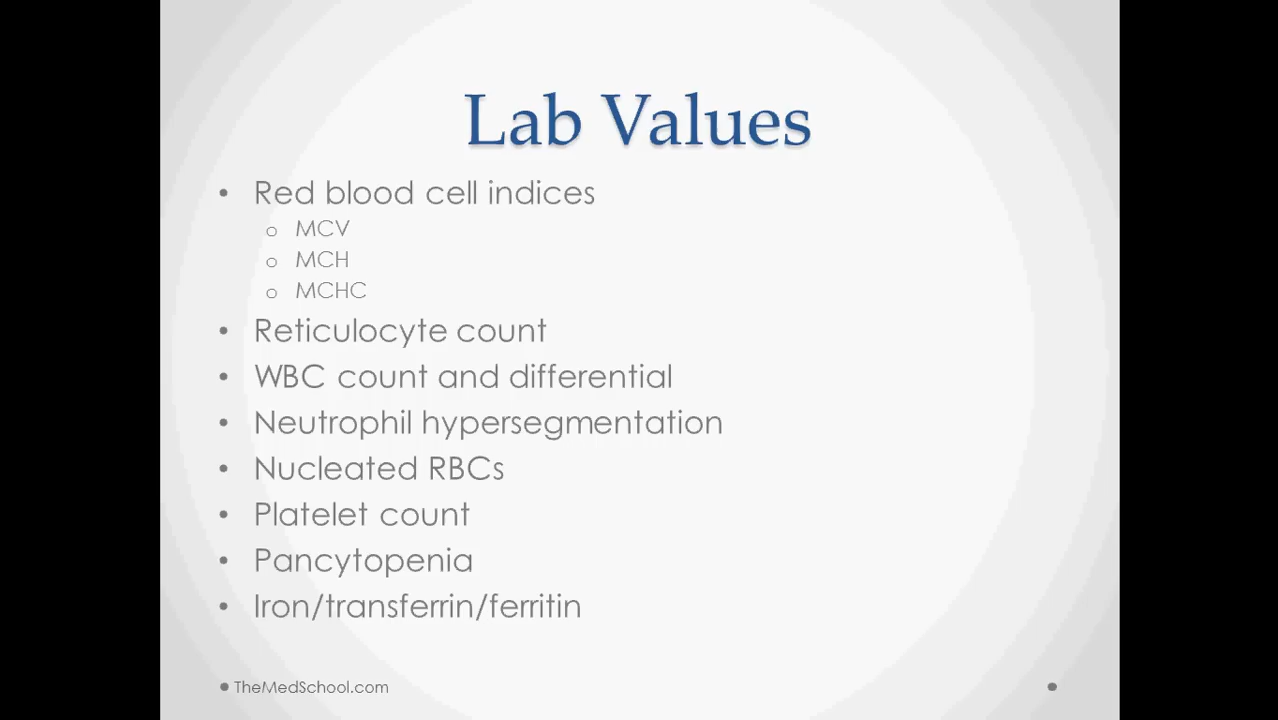 Lab Values
• Red blood cell indices
o MCV
o MCH
o MCHC
• Reticulocyte count
• WBC count and differential
• Neutrophil hypersegmentation
• Nucleated RBCs
• Platelet count
• Pancytopenia
• Iron/transferrin/ferritin
• TheMedSchool.com